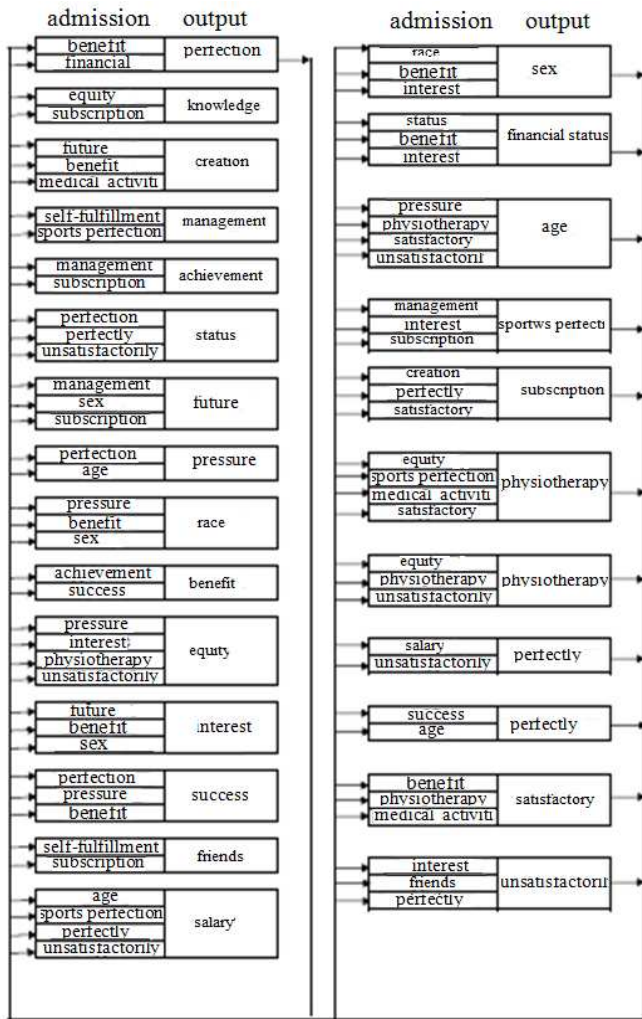 admission output
benefit
financial
perfection
equity
subscription
knowledge
future
benefit
medical activiti
creation
self-fulfillment
sports perfection
management
management
subscription
achievement
perfection
perfectly
unsatisfactorily
status
management
sex
subscription
future
perfection
age
pressure
pressure
benefit
sex
race
achievement
success
benefit
pressure
interest
physiotherapy
unsatisfactorily
equity
future
benefit
sex
interest
perfection
pressure
benefit
success
self-fulfillment
subscription
friends
age
sports perfection
perfectly
unsatisfactorily
salary
admission output
race
benefit
interest
sex
status
benefit
interest
financial status
pressure
physiotherapy
satisfactory
unsatisfactoril
age
management
interest
subscription
sportws perfecti
creation
perfectly
satisfactory
subscription
equity
sports perfection
medical activiti
satisfactory
physiotherapy
equity
physiotherapy
unsatisfactorily
physiotherapy
salary
unsatisfactorily
perfectly
success
age
perfectly
benefit
physiotherapy
medical activiti
satisfactory
interest
friends
perfectly
unsatisfactoril